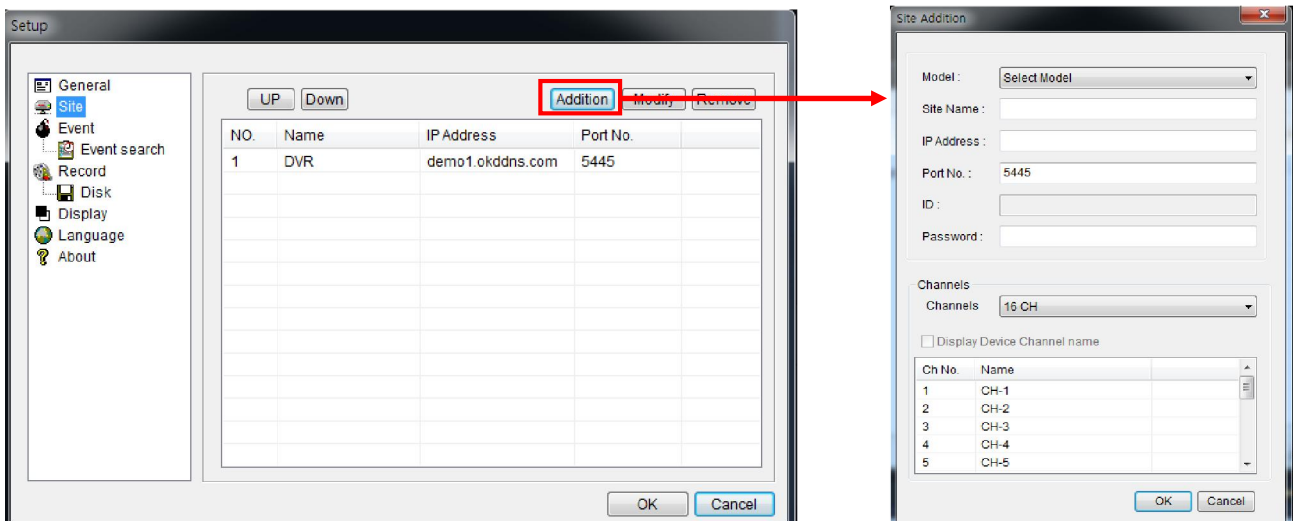 Setup
General
Site
Event
Event search
Record
Disk
Display
Language
About
UP Down Addition Modify Remove
NO. Name IP Address Port No.
1 DVR demo1.okddns.com 5445
OK Cancel
Site Addition
Model : Select Model
Site Name :
IP Address :
Port No. : 5445
ID :
Password :
Channels
Channels 16 CH
Display Device Channel name
Ch No. Name
1 CH-1
2 CH-2
3 CH-3
4 CH-4
5 CH-5
OK Cancel